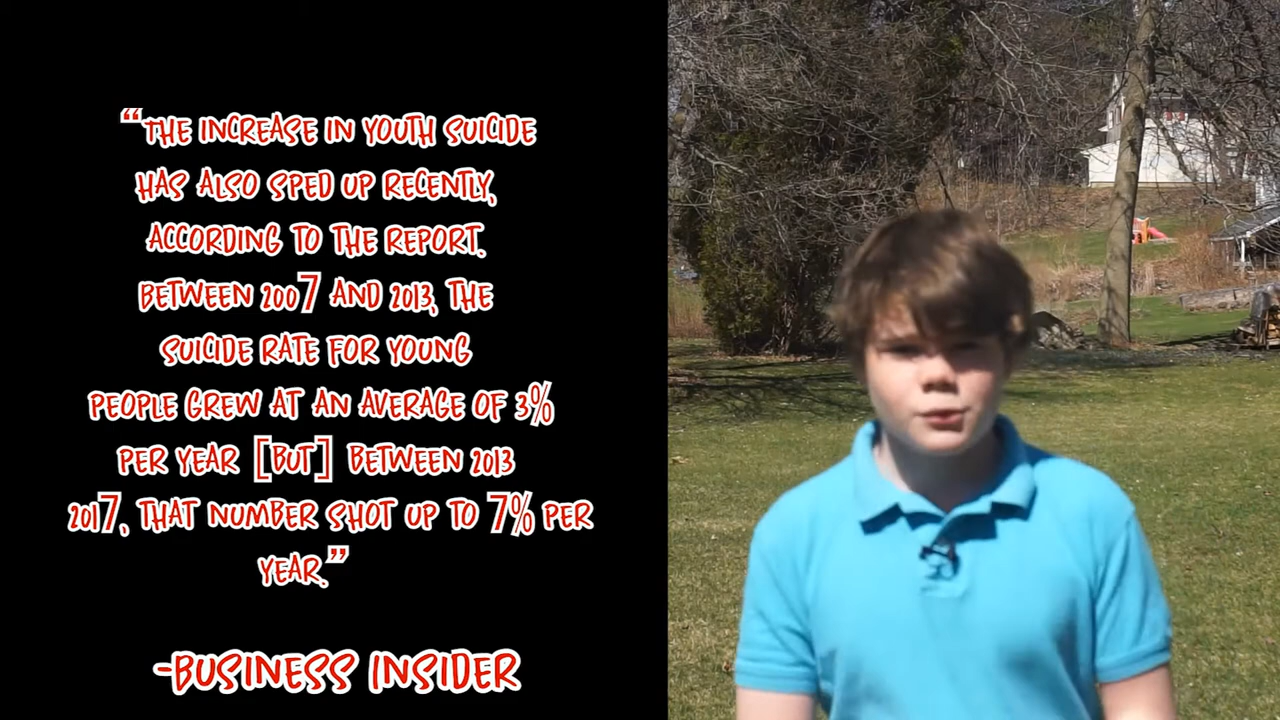 “THE INCREASE IN YOUTH SUICIDE
HAS ALSO SPED UP RECENTLY,
ACCORDING TO THE REPORT.
BETWEEN 2007 AND 2013, THE
SUICIDE RATE FOR YOUNG
PEOPLE GREW AT AN AVERAGE OF 3%
PER YEAR [BUT] BETWEEN 2013
2017, THAT NUMBER SHOT UP TO 7% PER
YEAR.”
-BUSINESS INSIDER